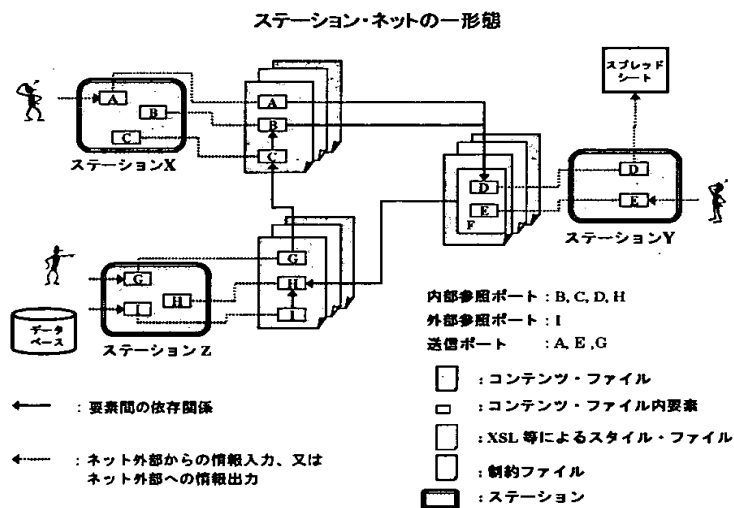 ステーション・ネットの一形態
スプレッド
シート
A
B
C
ステーションX
A
B
C
D
E
F
D
E
ステーションY
G
H
I
データ
ベース
ステーション Z
G
H
I
内部参照ポート : B, C, D, H
外部参照ポート : I
送信ポート : A, E ,G
: コンテンツ・ファイル
: コンテンツ・ファイル内要素
: XSL 等によるスタイル・ファイル
: 制約ファイル
: ステーション
: 要素間の依存関係
: ネット外部からの情報入力、又は
ネット外部への情報出力